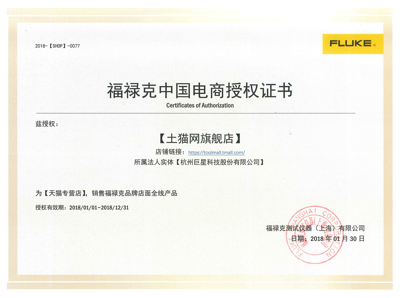 2018-【SHOP】-0077
FLUKE
福禄克中国电商授权证书
Certificates of Authorization
兹授权：
【土猫网旗舰店】
店铺链接：https://toolmall.tmall.com/
所属法人实体【杭州巨星科技股份有限公司】
为【天猫专营店】，销售福禄克品牌店面全线产品
授权有效期：2018/01/01-2018/12/31
福禄克测试仪器（上海）有限公司
日期：2018 年 01 月 30 日